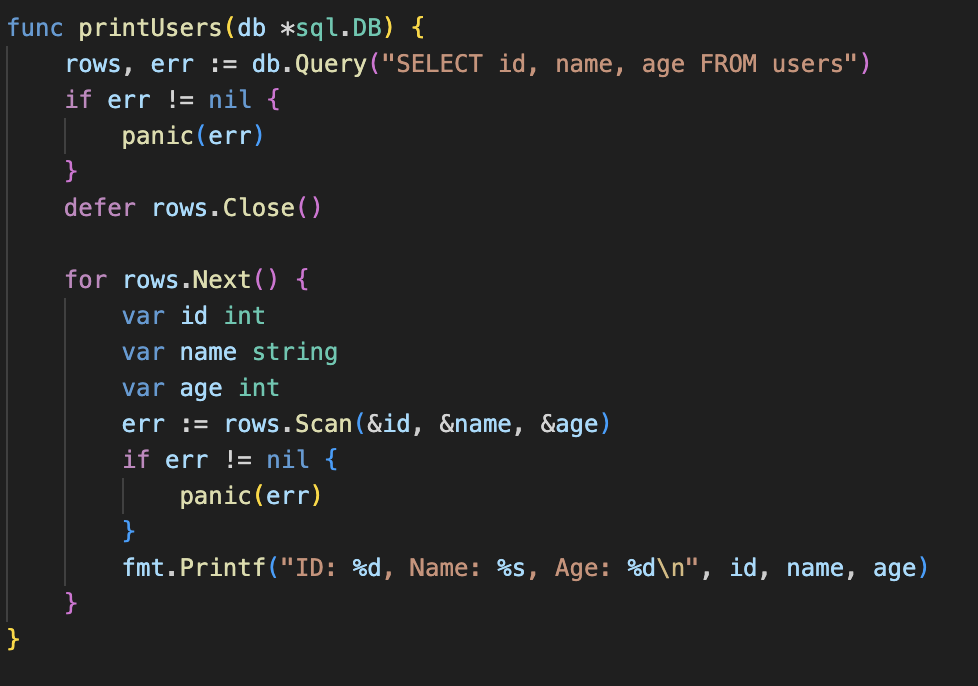 func printUsers(db *sql.DB) {
    rows, err := db.Query("SELECT id, name, age FROM users")
    if err != nil {
        panic(err)
    }
    defer rows.Close()

    for rows.Next() {
        var id int
        var name string
        var age int
        err := rows.Scan(&id, &name, &age)
        if err != nil {
            panic(err)
        }
        fmt.Printf("ID: %d, Name: %s, Age: %d\n", id, name, age)
    }
}